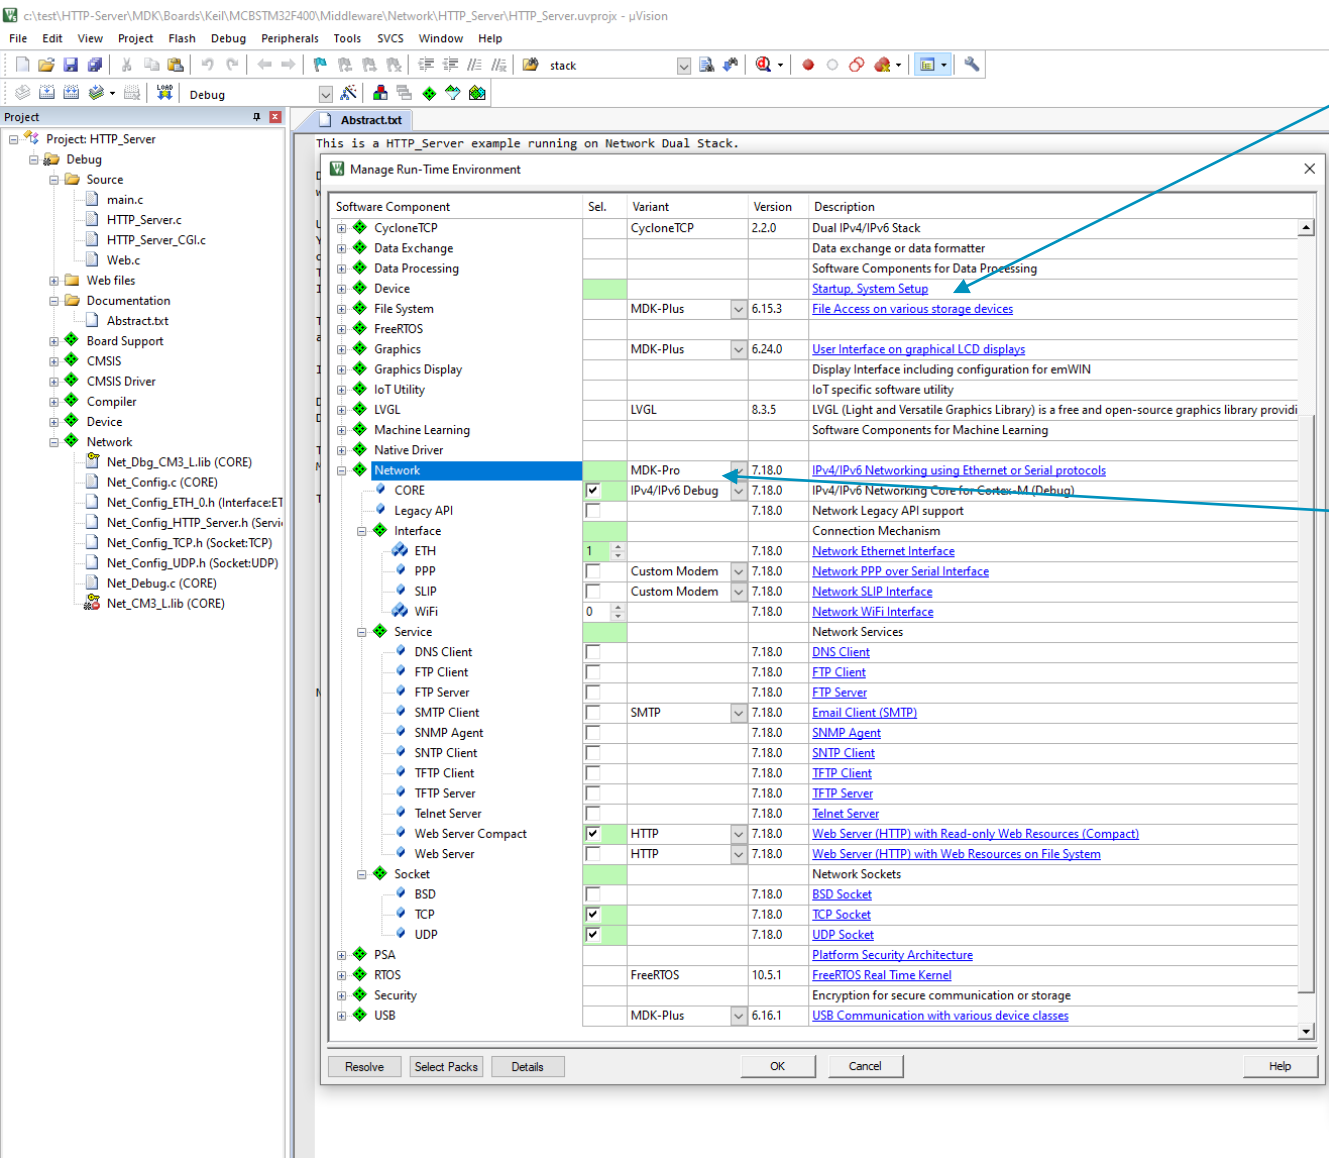 c:\test\HTTP-Server\MDK\Boards\Keil\MCBSTM32F400\Middleware\Network\HTTP_Server\HTTP_Server.uvprojx - µVision
File Edit View Project Flash Debug Peripherals Tools SVCS Window Help
stack
LOAD Debug
Project
Project: HTTP_Server
Debug
Source
main.c
HTTP_Server.c
HTTP_Server_CGI.c
Web.c
Web files
Documentation
Abstract.txt
Board Support
CMSIS
CMSIS Driver
Compiler
Device
Network
Net_Dbg_CM3_L.lib (CORE)
Net_Config.c (CORE)
Net_Config_ETH_0.h (Interface:ET
Net_Config_HTTP_Server.h (Servi
Net_Config_TCP.h (Socket:TCP)
Net_Config_UDP.h (Socket:UDP)
Net_Debug.c (CORE)
Net_CM3_L.lib (CORE)
Abstract.txt
This is a HTTP_Server example running on Network Dual Stack.
Manage Run-Time Environment
Software Component Sel. Variant Version Description
CycloneTCP CycloneTCP 2.2.0 Dual IPv4/IPv6 Stack
Data Exchange Data exchange or data formatter
Data Processing Software Components for Data Processing
Device Startup, System Setup
File System MDK-Plus 6.15.3 File Access on various storage devices
FreeRTOS
Graphics MDK-Plus 6.24.0 User Interface on graphical LCD displays
Graphics Display Display Interface including configuration for emWIN
IoT Utility IoT specific software utility
LVGL LVGL 8.3.5 LVGL (Light and Versatile Graphics Library) is a free and open-source graphics library providi
Machine Learning Software Components for Machine Learning
Native Driver
Network MDK-Pro 7.18.0 IPv4/IPv6 Networking using Ethernet or Serial protocols
CORE IPv4/IPv6 Debug 7.18.0 IPv4/IPv6 Networking Core for Cortex-M (Debug)
Legacy API 7.18.0 Network Legacy API support
Interface Connection Mechanism
ETH 1 7.18.0 Network Ethernet Interface
PPP Custom Modem 7.18.0 Network PPP over Serial Interface
SLIP Custom Modem 7.18.0 Network SLIP Interface
WiFi 0 7.18.0 Network WiFi Interface
Service Network Services
DNS Client 7.18.0 DNS Client
FTP Client 7.18.0 FTP Client
FTP Server 7.18.0 FTP Server
SMTP Client SMTP 7.18.0 Email Client (SMTP)
SNMP Agent 7.18.0 SNMP Agent
SNTP Client 7.18.0 SNTP Client
TFTP Client 7.18.0 TFTP Client
TFTP Server 7.18.0 TFTP Server
Telnet Server 7.18.0 Telnet Server
Web Server Compact HTTP 7.18.0 Web Server (HTTP) with Read-only Web Resources (Compact)
Web Server HTTP 7.18.0 Web Server (HTTP) with Web Resources on File System
Socket Network Sockets
BSD 7.18.0 BSD Socket
TCP 7.18.0 TCP Socket
UDP 7.18.0 UDP Socket
PSA Platform Security Architecture
RTOS FreeRTOS 10.5.1 FreeRTOS Real Time Kernel
Security Encryption for secure communication or storage
USB MDK-Plus 6.16.1 USB Communication with various device classes
Resolve Select Packs Details OK Cancel Help